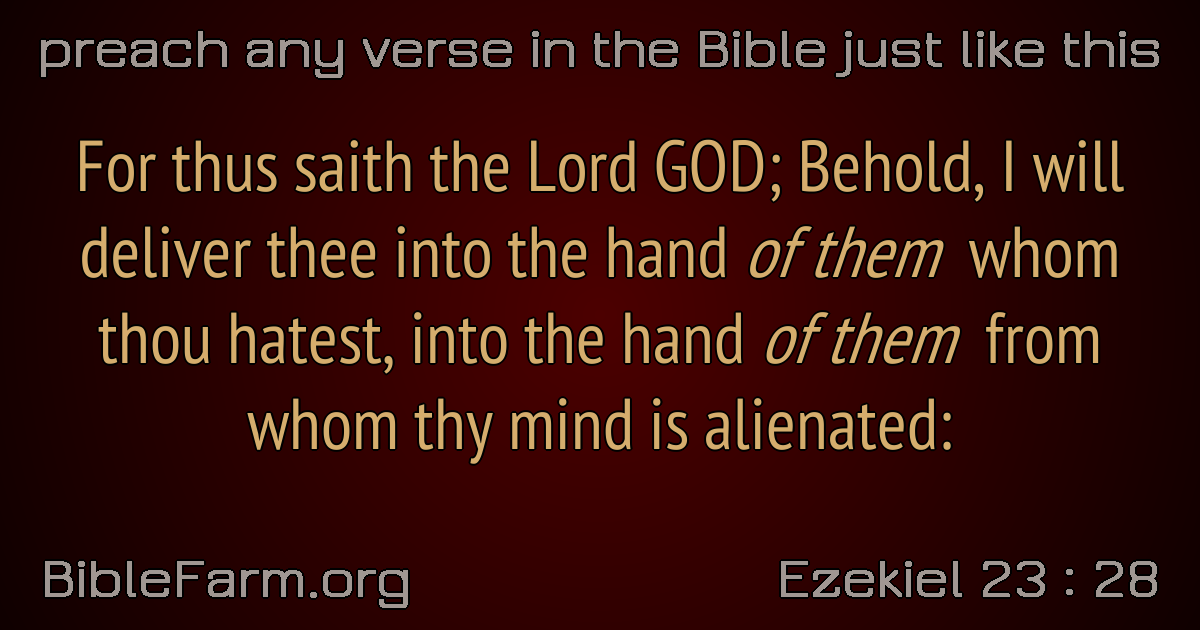 preach any verse in the Bible just like this
For thus saith the Lord GOD; Behold, I will
deliver thee into the hand of them whom
thou hatest, into the hand of them from
whom thy mind is alienated:
BibleFarm.org
Ezekiel 23 : 28